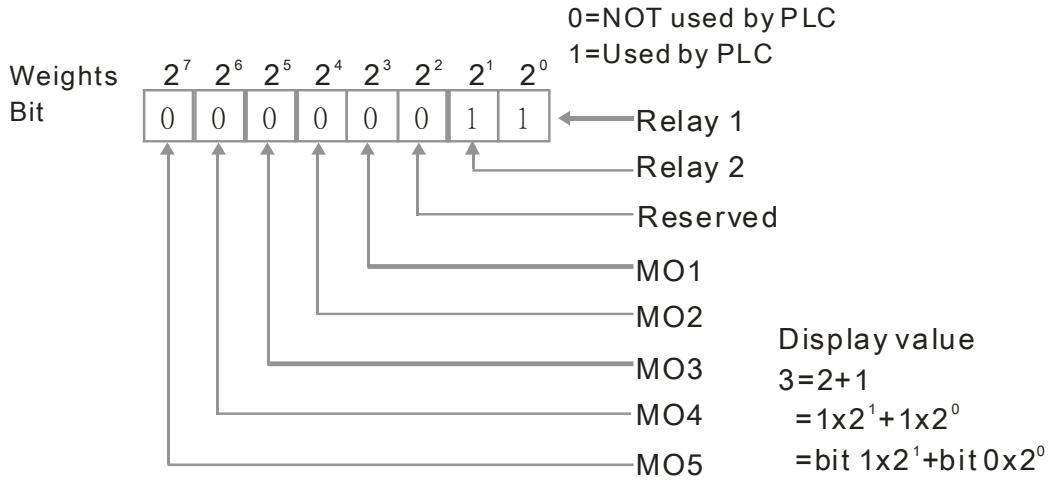 0=NOT used by PLC
1=Used by PLC
Weights 2⁷ 2⁶ 2⁵ 2⁴ 2³ 2² 2¹ 2⁰
Bit 0 0 0 0 0 0 1 1
Relay 1
Relay 2
Reserved
MO1
MO2
MO3
MO4
MO5
Display value
3=2+1
=1x2¹+1x2⁰
=bit 1x2¹+bit 0x2⁰